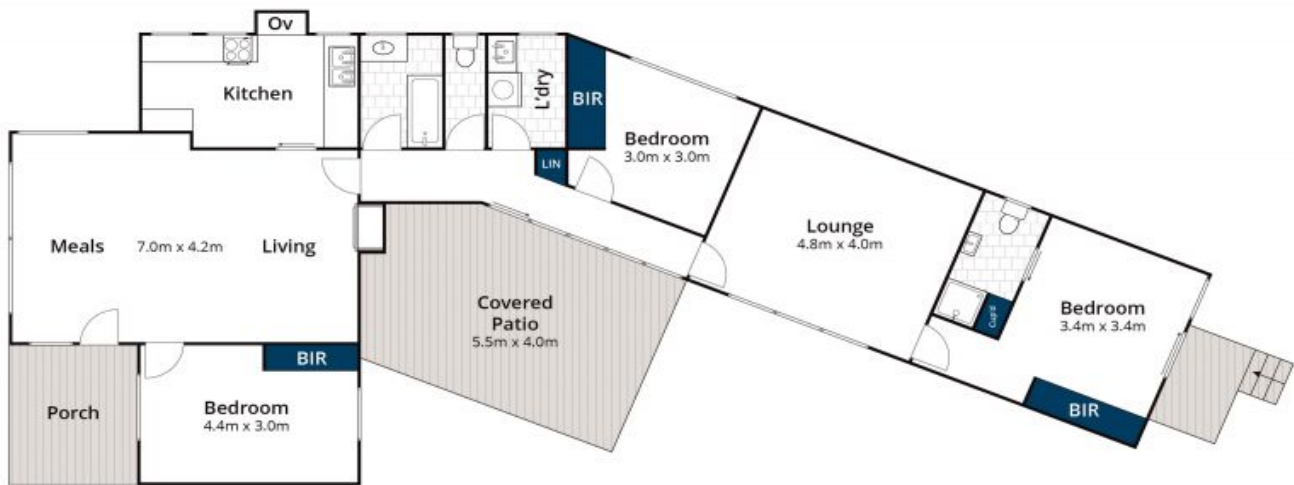 Ov
Kitchen
L'dry
BIR
Bedroom
3.0m x 3.0m
LIN
Meals
7.0m x 4.2m
Living
Lounge
4.8m x 4.0m
Covered
Patio
5.5m x 4.0m
Cup'd
Bedroom
3.4m x 3.4m
BIR
BIR
Porch
Bedroom
4.4m x 3.0m